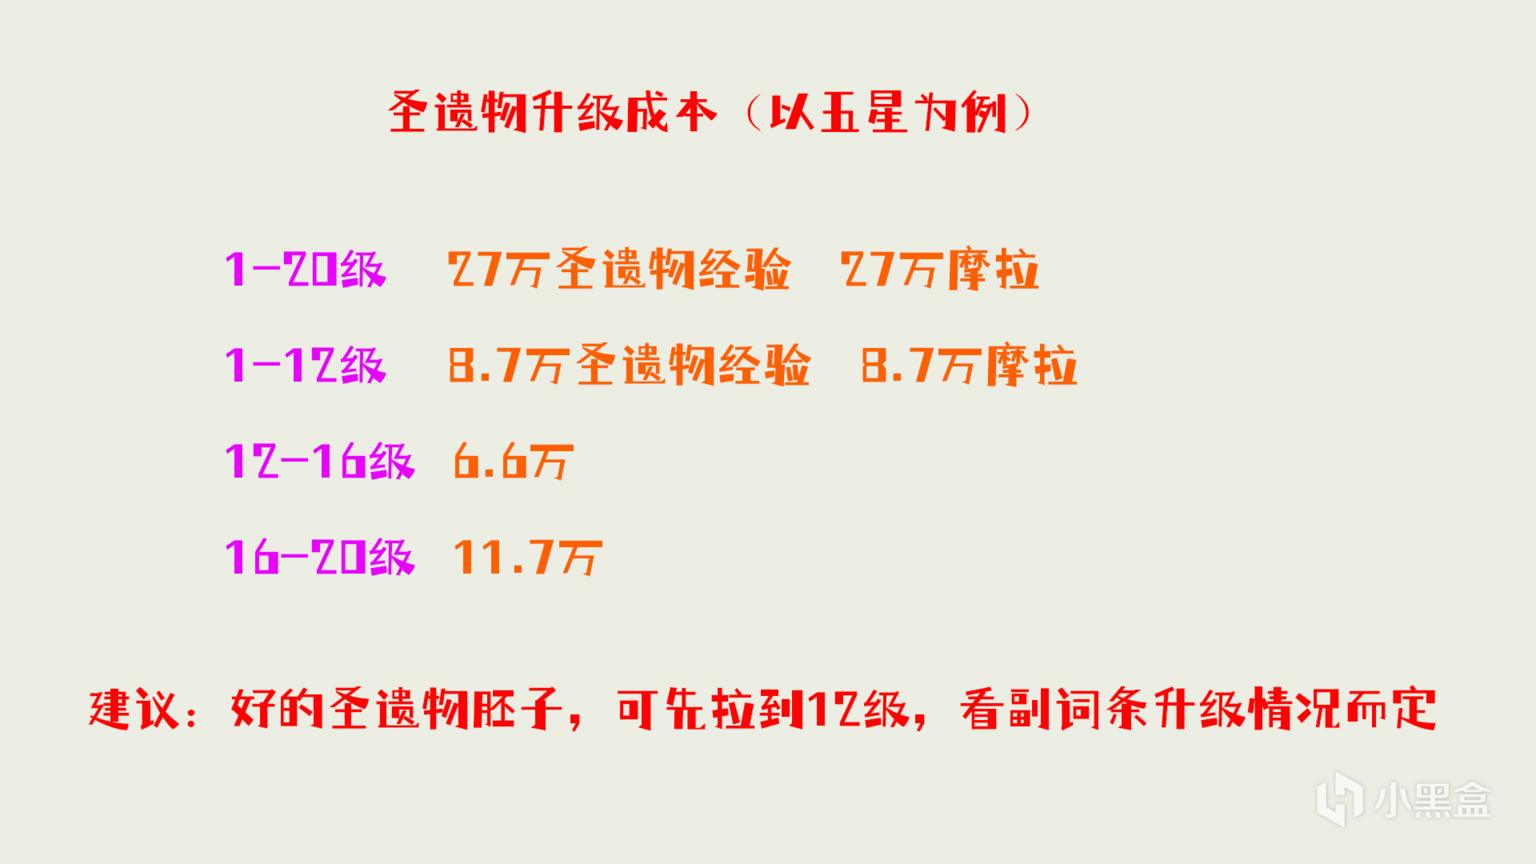 圣遗物升级成本（以五星为例）
1-20级 27万圣遗物经验 27万摩拉
1-12级 8.7万圣遗物经验 8.7万摩拉
12-16级 6.6万
16-20级 11.7万
建议：好的圣遗物胚子，可先拉到12级，看副词条升级情况而定
小黑盒